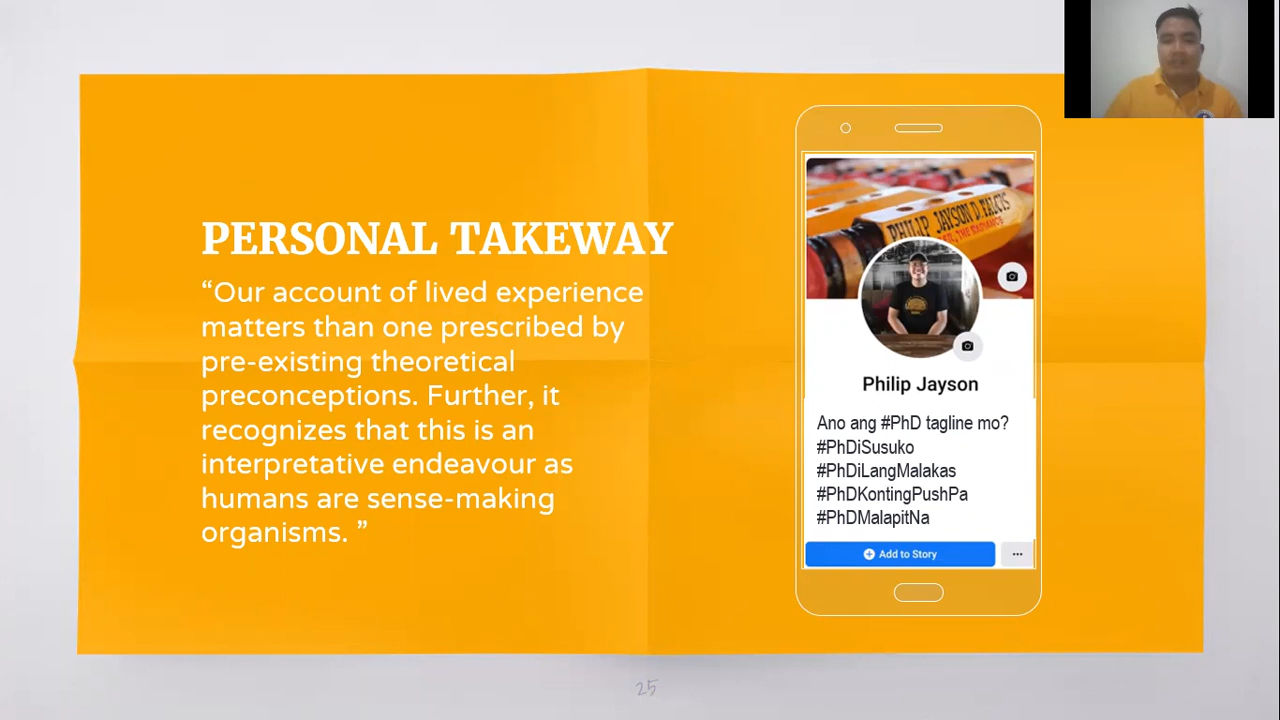 PERSONAL TAKEWAY
“Our account of lived experience
matters than one prescribed by
pre-existing theoretical
preconceptions. Further, it
recognizes that this is an
interpretative endeavour as
humans are sense-making
organisms. ”
PHILIP JAYSON D.
Philip Jayson
Ano ang #PhD tagline mo?
#PhDiSusuko
#PhDiLangMalakas
#PhDKontingPushPa
#PhDMalapitNa
Add to Story
25